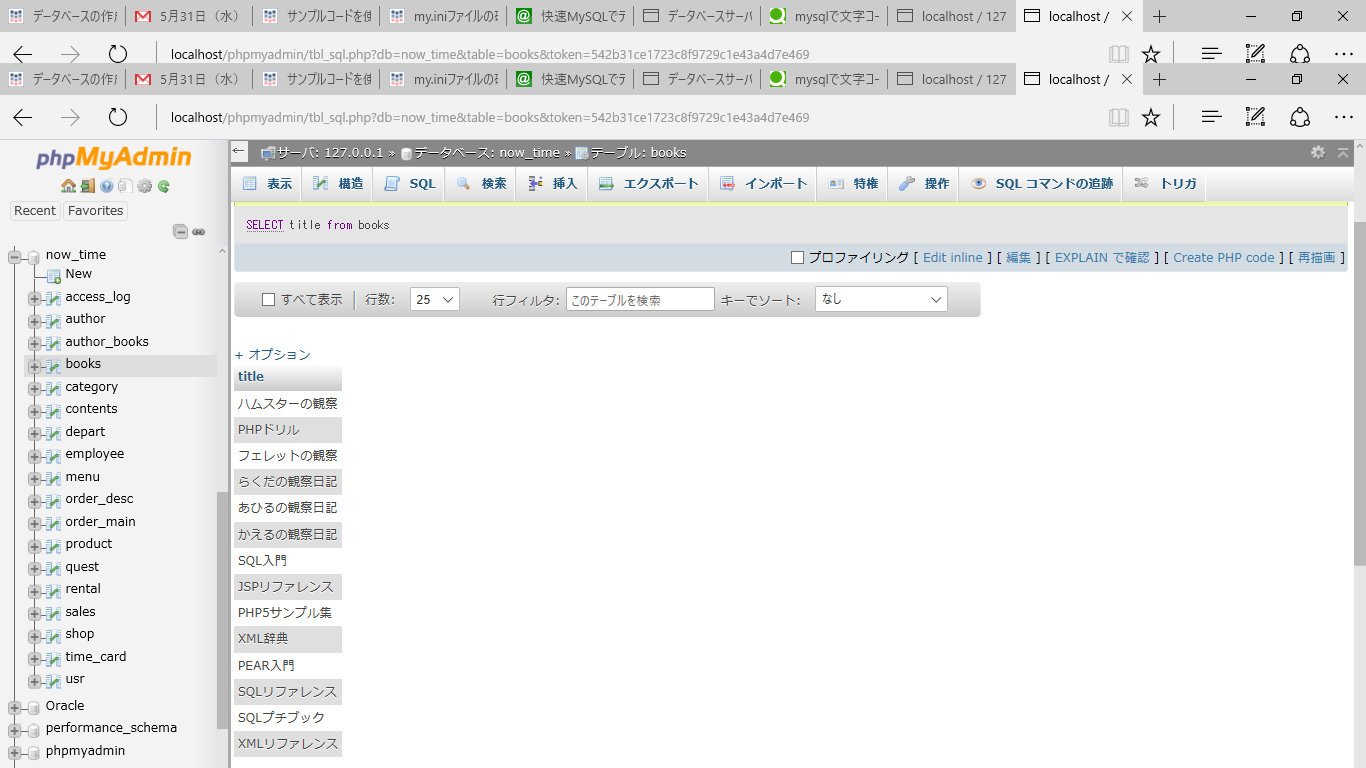 データベースの作成
5月31日（水）
サンプルコードを使
my.iniファイルのモ
快速MySQLでデ
データベースサーバ
mysqlで文字コー
localhost / 127
localhost /
localhost/phpmyadmin/tbl_sql.php?db=now_time&table=books&token=542b31ce1723c8f9729c1e43a4d7e469
データベースの作成
5月31日（水）
サンプルコードを使
my.iniファイルのモ
快速MySQLでデ
データベースサーバ
mysqlで文字コー
localhost / 127
localhost /
localhost/phpmyadmin/tbl_sql.php?db=now_time&table=books&token=542b31ce1723c8f9729c1e43a4d7e469
phpMyAdmin
Recent Favorites
now_time
New
access_log
author
author_books
books
category
contents
depart
employee
menu
order_desc
order_main
product
quest
rental
sales
shop
time_card
usr
Oracle
performance_schema
phpmyadmin
サーバ: 127.0.0.1 » データベース: now_time » テーブル: books
表示 構造 SQL 検索 挿入 エクスポート インポート 特権 操作 SQL コマンドの追跡 トリガ
SELECT title from books
プロファイリング [ Edit inline ] [ 編集 ] [ EXPLAIN で確認 ] [ Create PHP code ] [ 再描画 ]
すべて表示 行数: 25 行フィルタ: このテーブルを検索 キーでソート: なし
+ オプション
title
ハムスターの観察
PHPドリル
フェレットの観察
らくだの観察日記
あひるの観察日記
かえるの観察日記
SQL入門
JSPリファレンス
PHP5サンプル集
XML辞典
PEAR入門
SQLリファレンス
SQLプチブック
XMLリファレンス